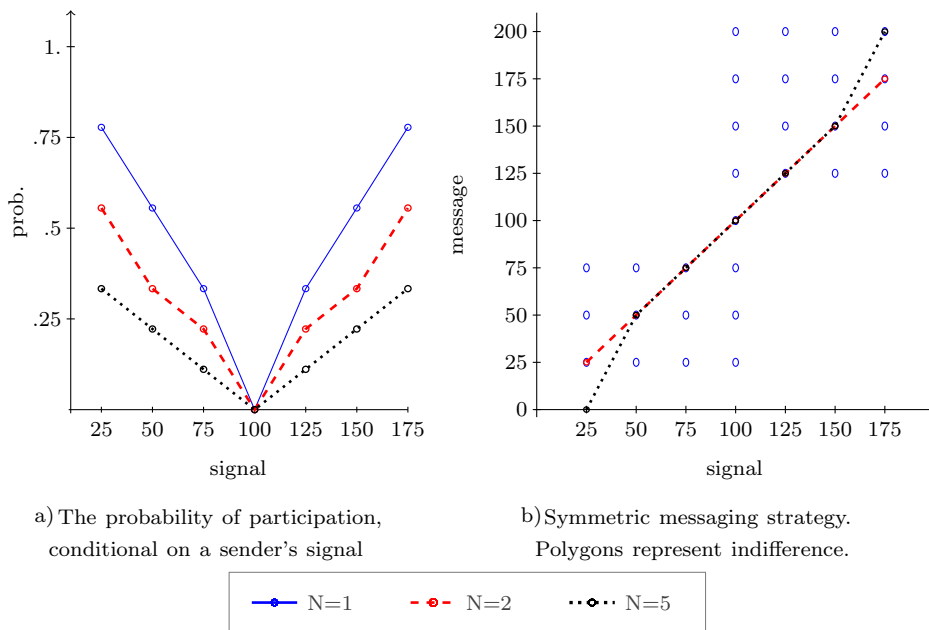 1.
.75
.5
.25
prob.
25 50 75 100 125 150 175
signal
a) The probability of participation,
conditional on a sender's signal
200
175
150
125
100
75
50
25
0
message
25 50 75 100 125 150 175
signal
b) Symmetric messaging strategy.
Polygons represent indifference.
N=1 N=2 N=5